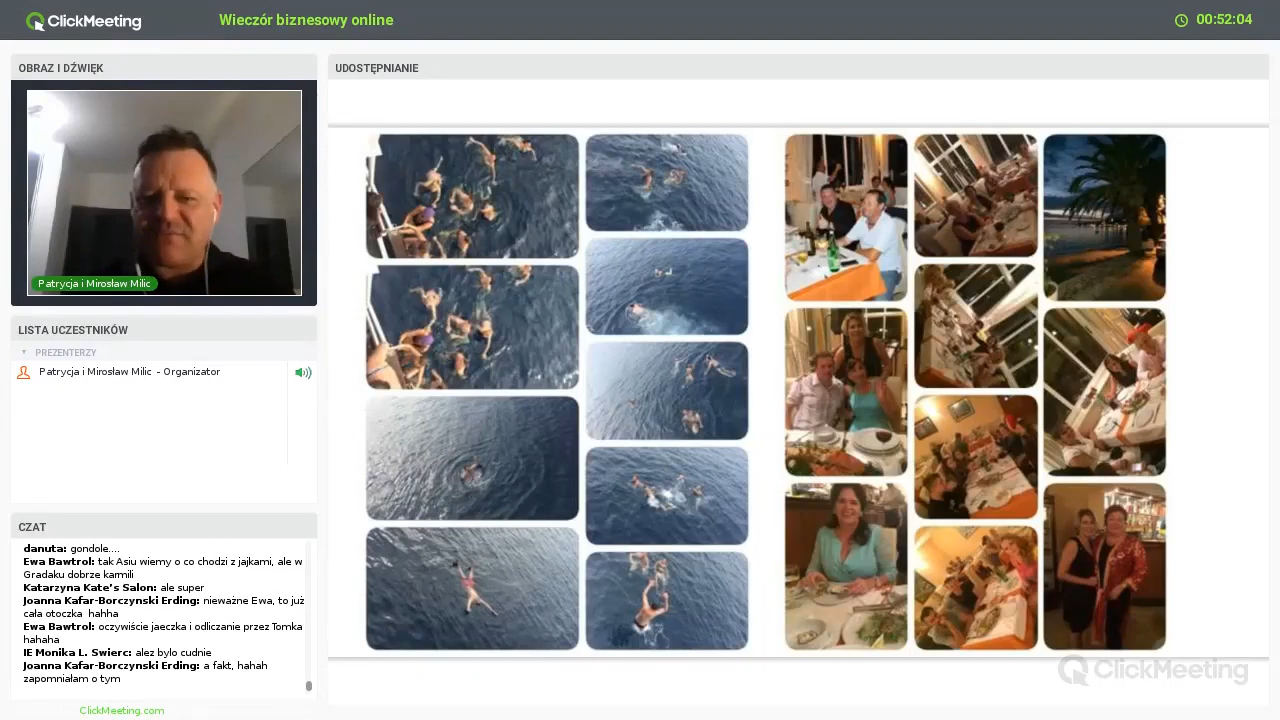 ClickMeeting
Wieczór biznesowy online
00:52:04
OBRAZ I DŹWIĘK
Patrycja i Mirosław Milic
LISTA UCZESTNIKÓW
PREZENTERZY
Patrycja i Mirosław Milic - Organizator
CZAT
danuta: gondole....
Ewa Bawtrol: tak Asiu wiemy o co chodzi z jajkami, ale w
Gradaku dobrze kamili
Katarzyna Kate's Salon: ale super
Joanna Kafar-Borczynski Erding: nieważne Ewa, to już
cała otoczka hahha
Ewa Bawtrol: oczywiście jaeczka i odliczanie przez Tomka
hahaha
IE Monika L. Swierc: alez bylo cudnie
Joanna Kafar-Borczynski Erding: a fakt, hahah
zapomniałam o tym
ClickMeeting.com
UDOSTĘPNIANIE
ClickMeeting